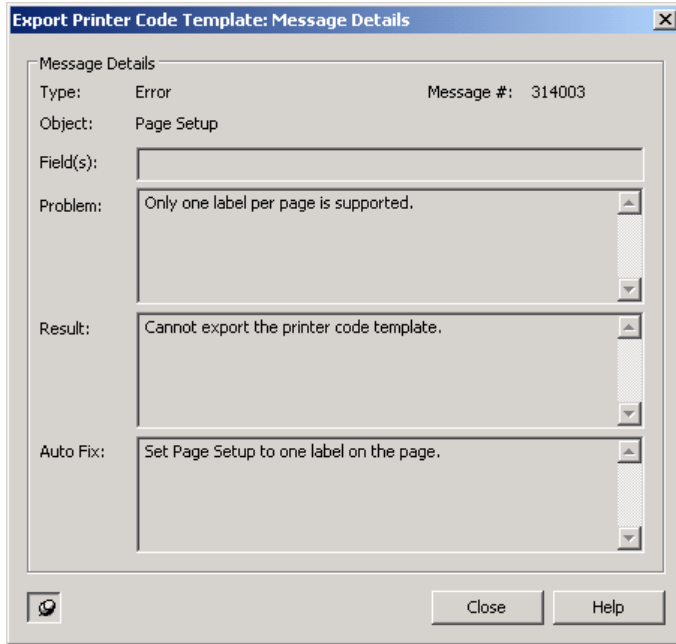 Export Printer Code Template: Message Details
Message Details
Type: Error Message #: 314003
Object: Page Setup
Field(s):
Problem: Only one label per page is supported.
Result: Cannot export the printer code template.
Auto Fix: Set Page Setup to one label on the page.
Close Help